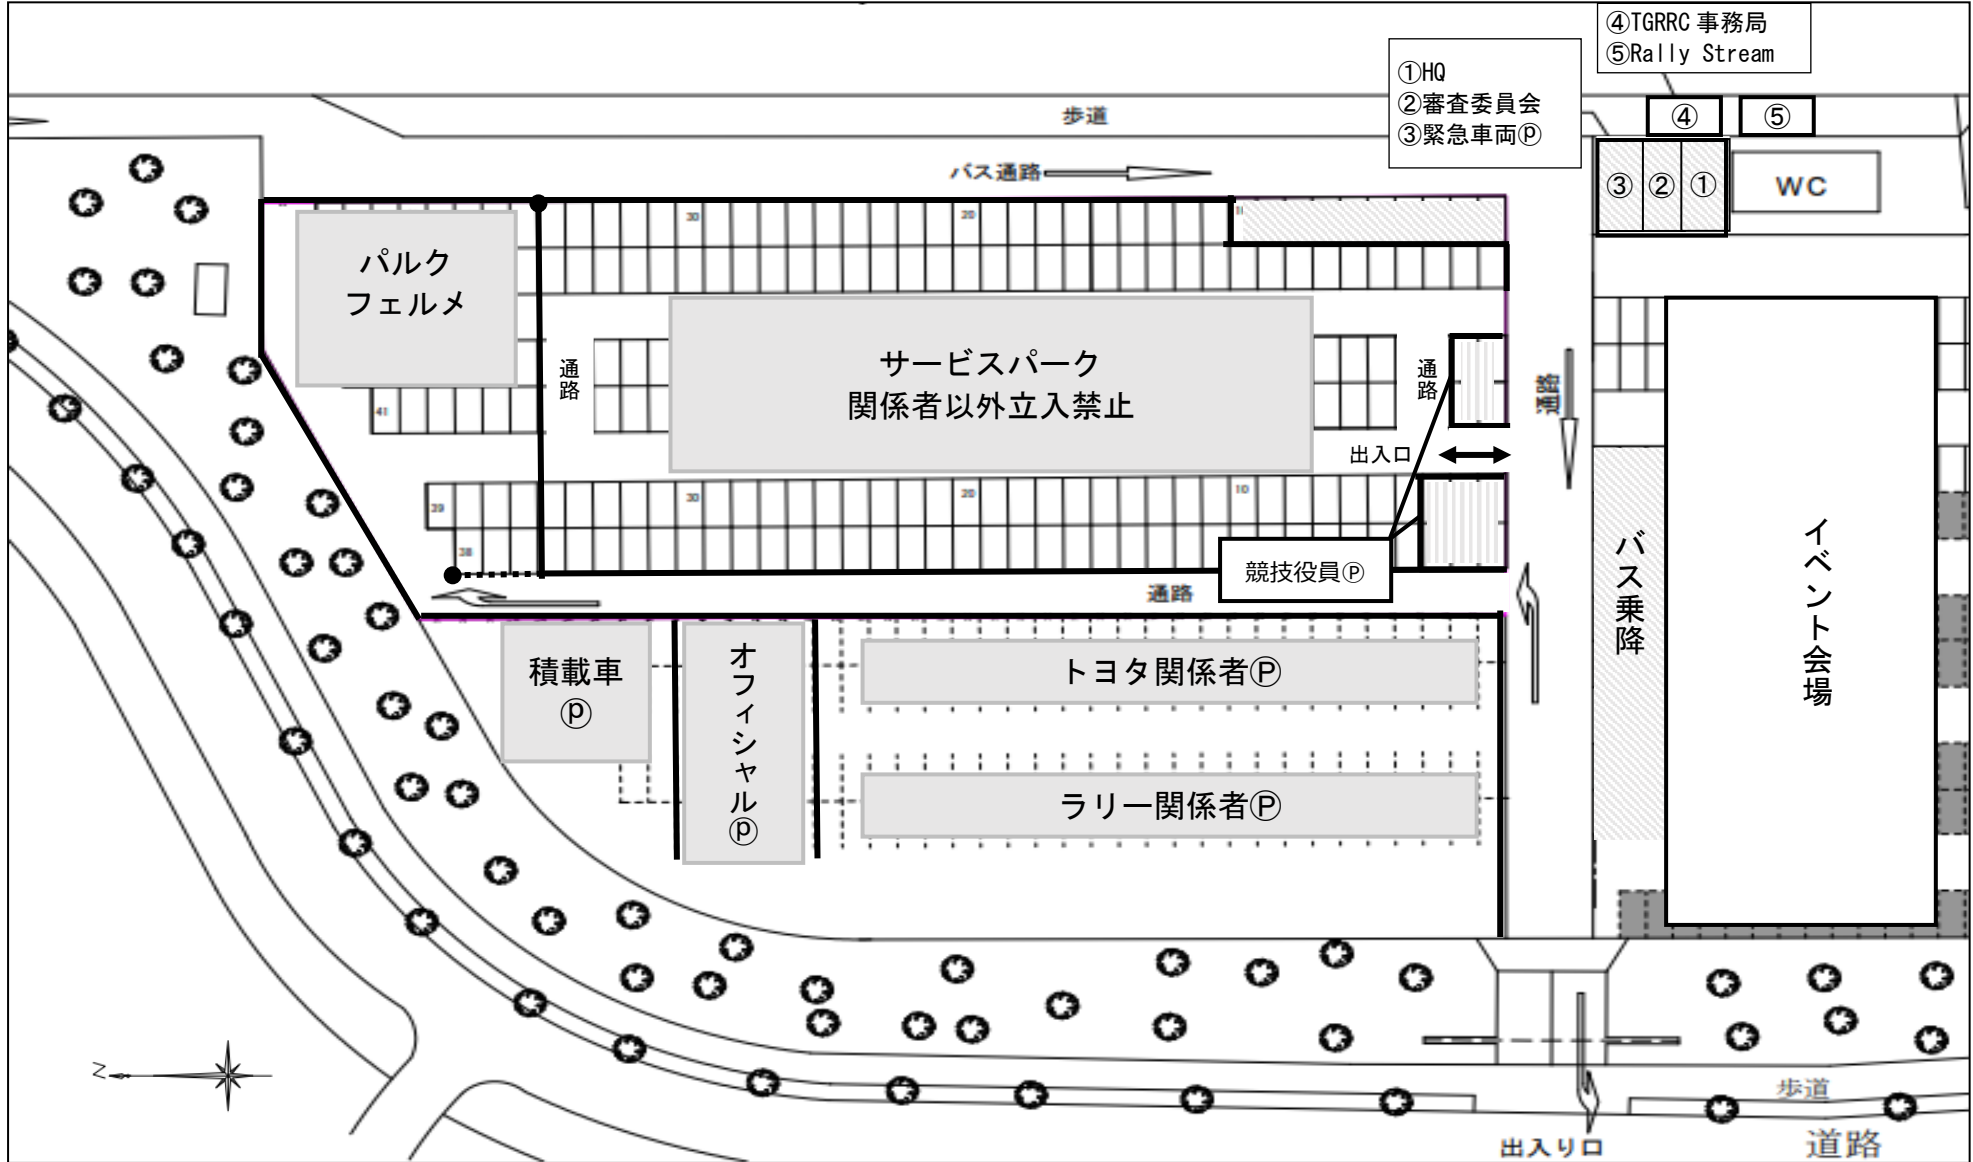 ④TGRRC 事務局
⑤Rally Stream
①HQ
②審査委員会
③緊急車両Ⓟ
歩道
④
⑤
バス通路
③
②
①
WC
30
20
パルク
フェルメ
サービスパーク
関係者以外立入禁止
通路
通路
通路
41
出入口
39
30
20
10
38
競技役員Ⓟ
通路
バス乗降
イベント会場
積載車
ⓟ
オフィシャルⓟ
トヨタ関係者Ⓟ
ラリー関係者Ⓟ
Z
歩道
出入り口
道路